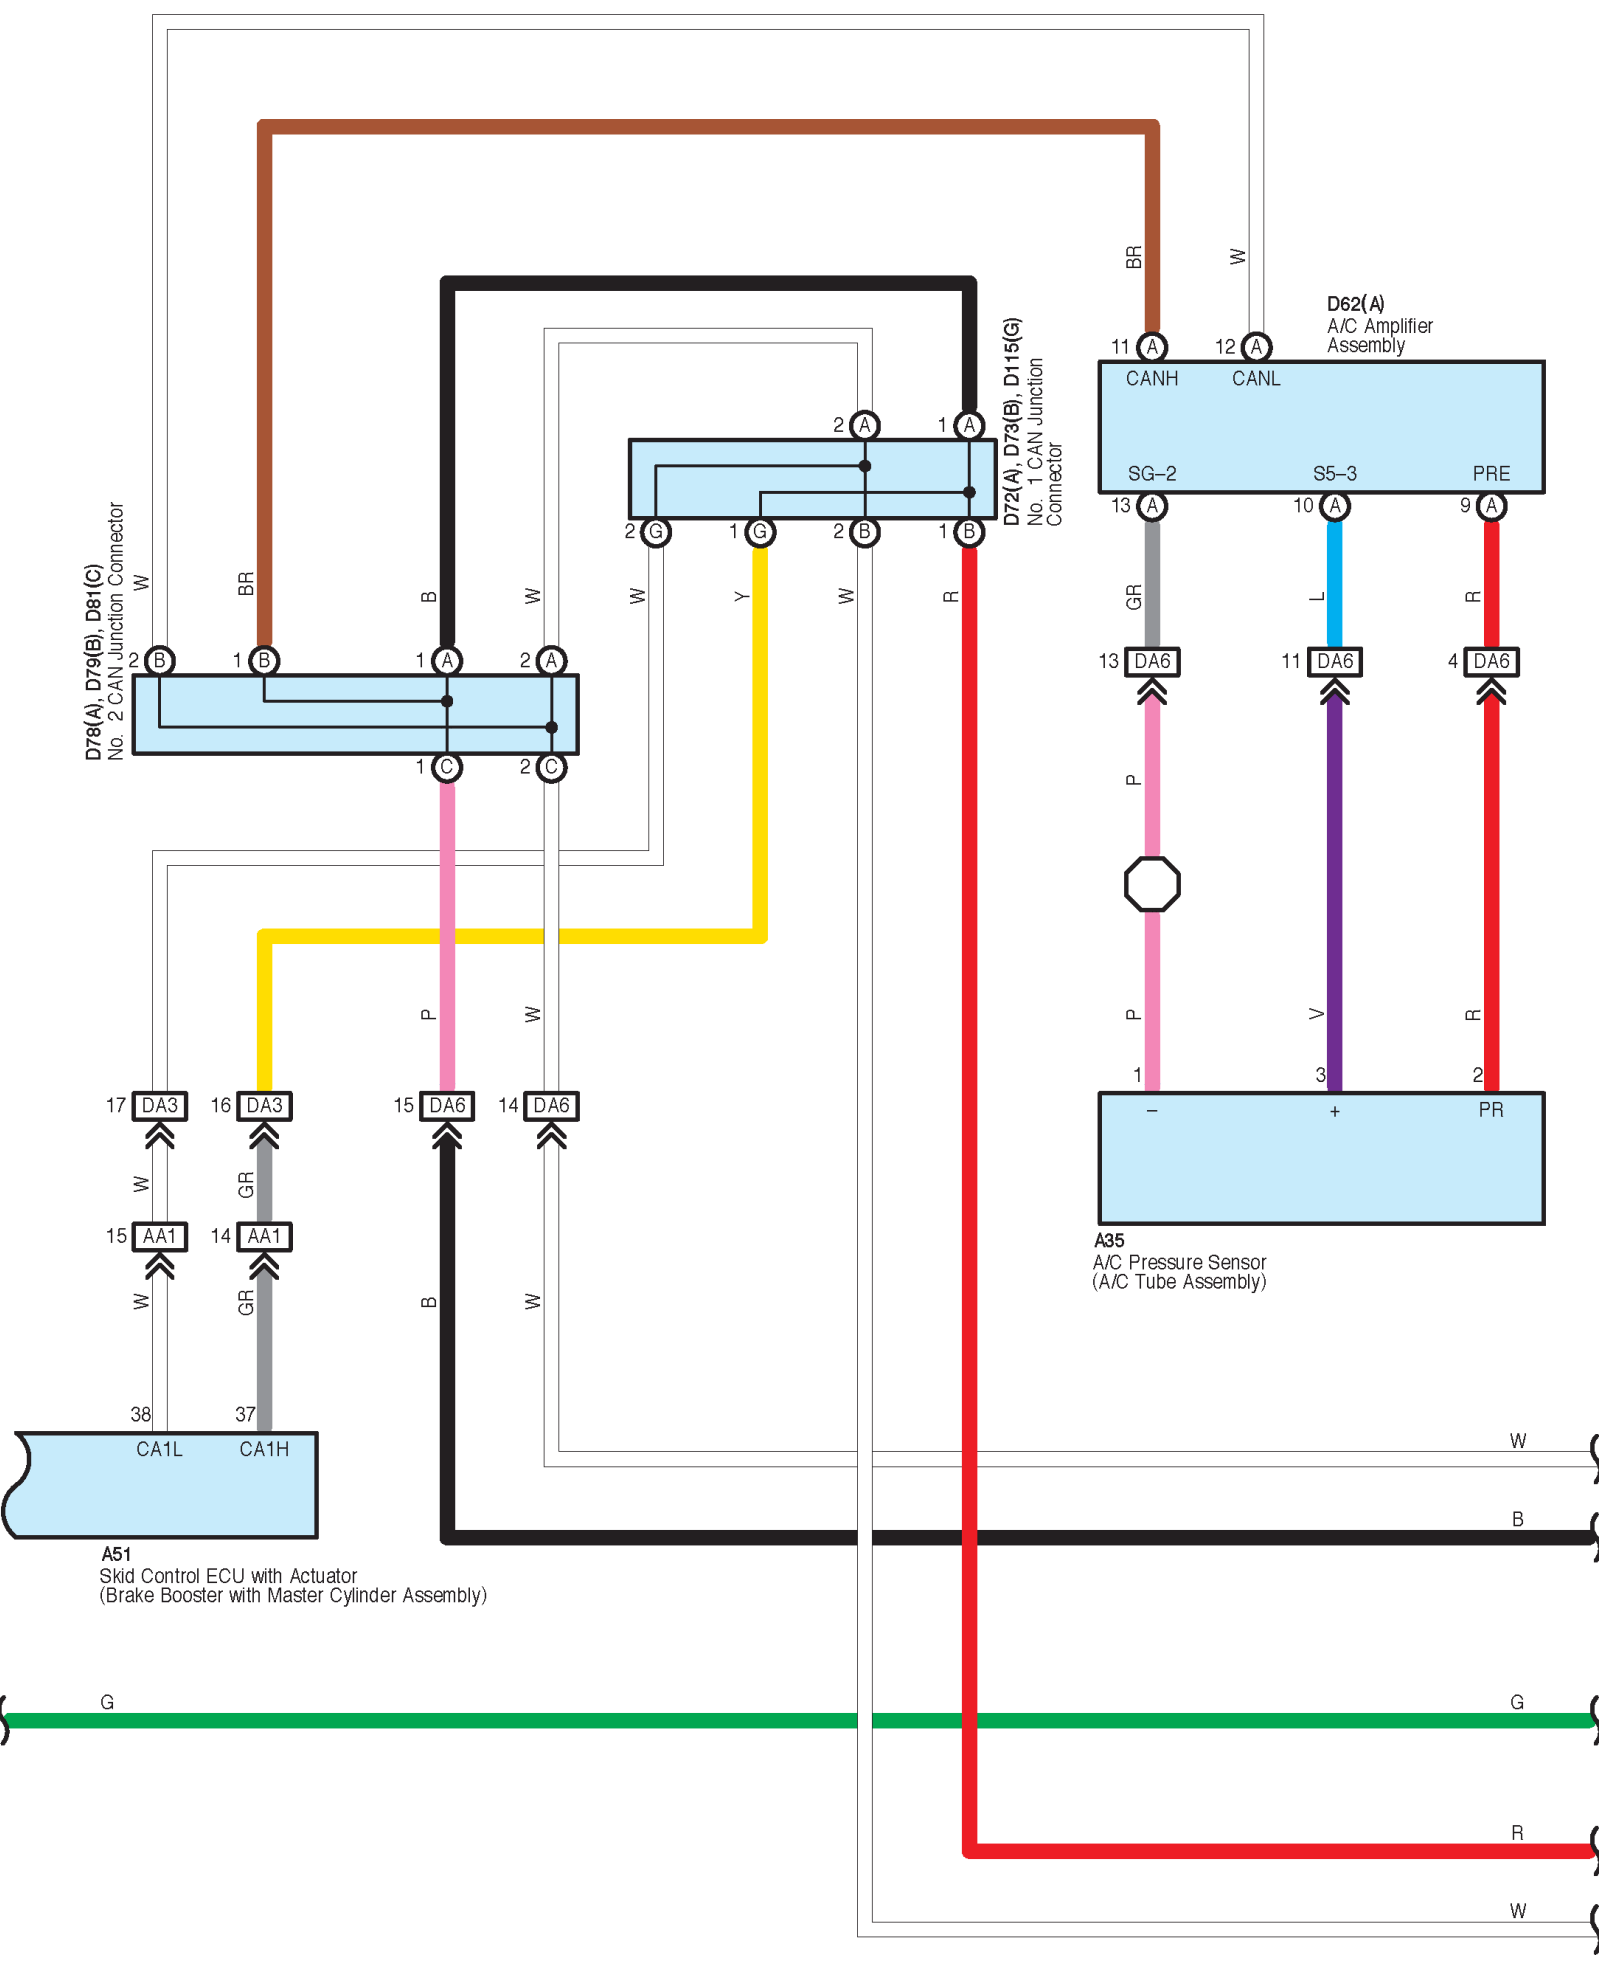 BR
W
D62(A)
A/C Amplifier
Assembly
11 A
12 A
CANH
CANL
SG-2
S5-3
PRE
13 A
10 A
9 A
D72(A), D73(B), D115(G)
No. 1 CAN Junction
Connector
2 A
1 A
2 G
1 G
2 B
1 B
W
BR
B
W
W
Y
W
R
GR
L
R
D78(A), D79(B), D81(C)
No. 2 CAN Junction Connector
2 B
1 B
1 A
2 A
13 DA6
11 DA6
4 DA6
1 C
2 C
P
P
W
P
V
R
1
3
2
17 DA3
16 DA3
15 DA6
14 DA6
–
+
PR
W
GR
15 AA1
14 AA1
A35
A/C Pressure Sensor
(A/C Tube Assembly)
W
GR
B
W
38
37
CA1L
CA1H
W
B
A51
Skid Control ECU with Actuator
(Brake Booster with Master Cylinder Assembly)
G
G
R
W